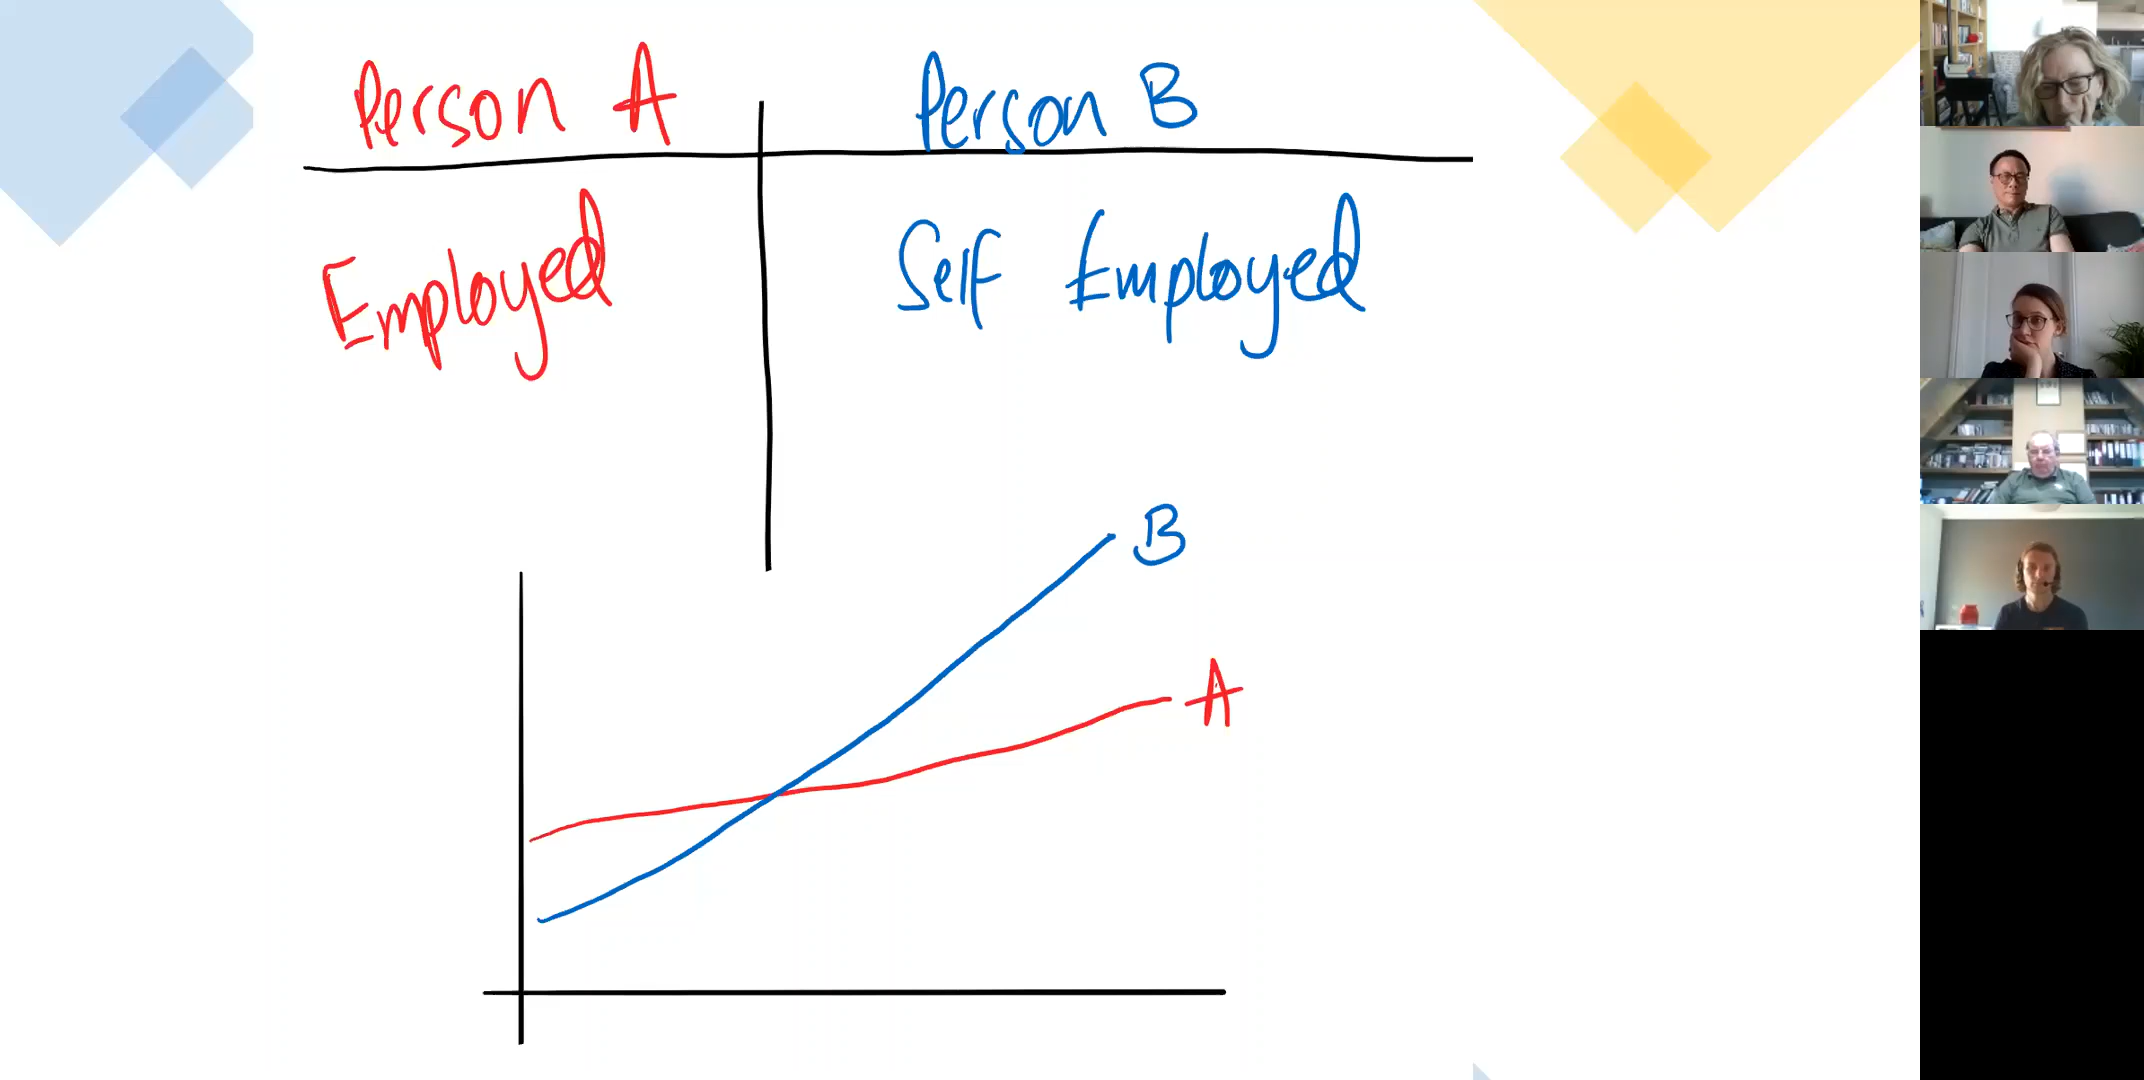 Person A
Person B
Employed
Self Employed
B
A